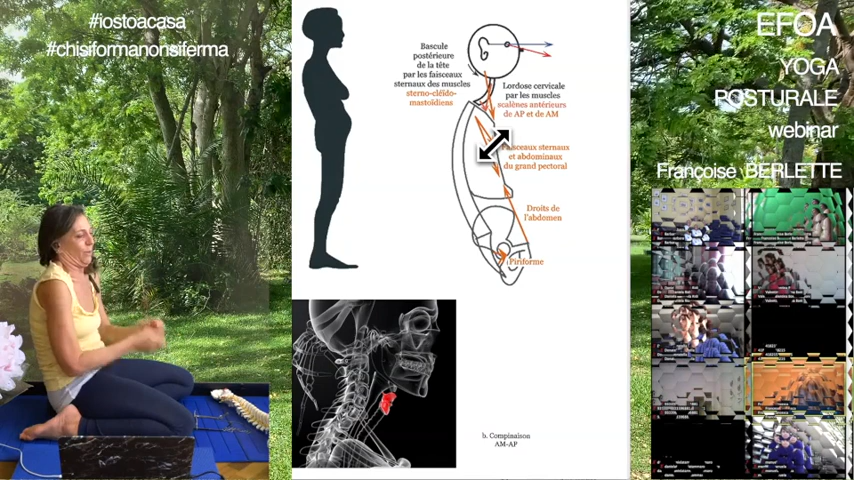 #iostoacasa
#chisiformanonsiferma
Bascule
postérieure
de la tête
par les faisceaux
sternaux des muscles
sterno-cléido-
mastoïdiens
Lordose cervicale
par les muscles
scalènes antérieurs
de AP et de AM
sternaux
et abdominaux
du grand pectoral
Droits de
l'abdomen
Piriforme
b. Compinaison
AM-AP
EFOA
YOGA
POSTURALE
webinar
Françoise BERLETTE